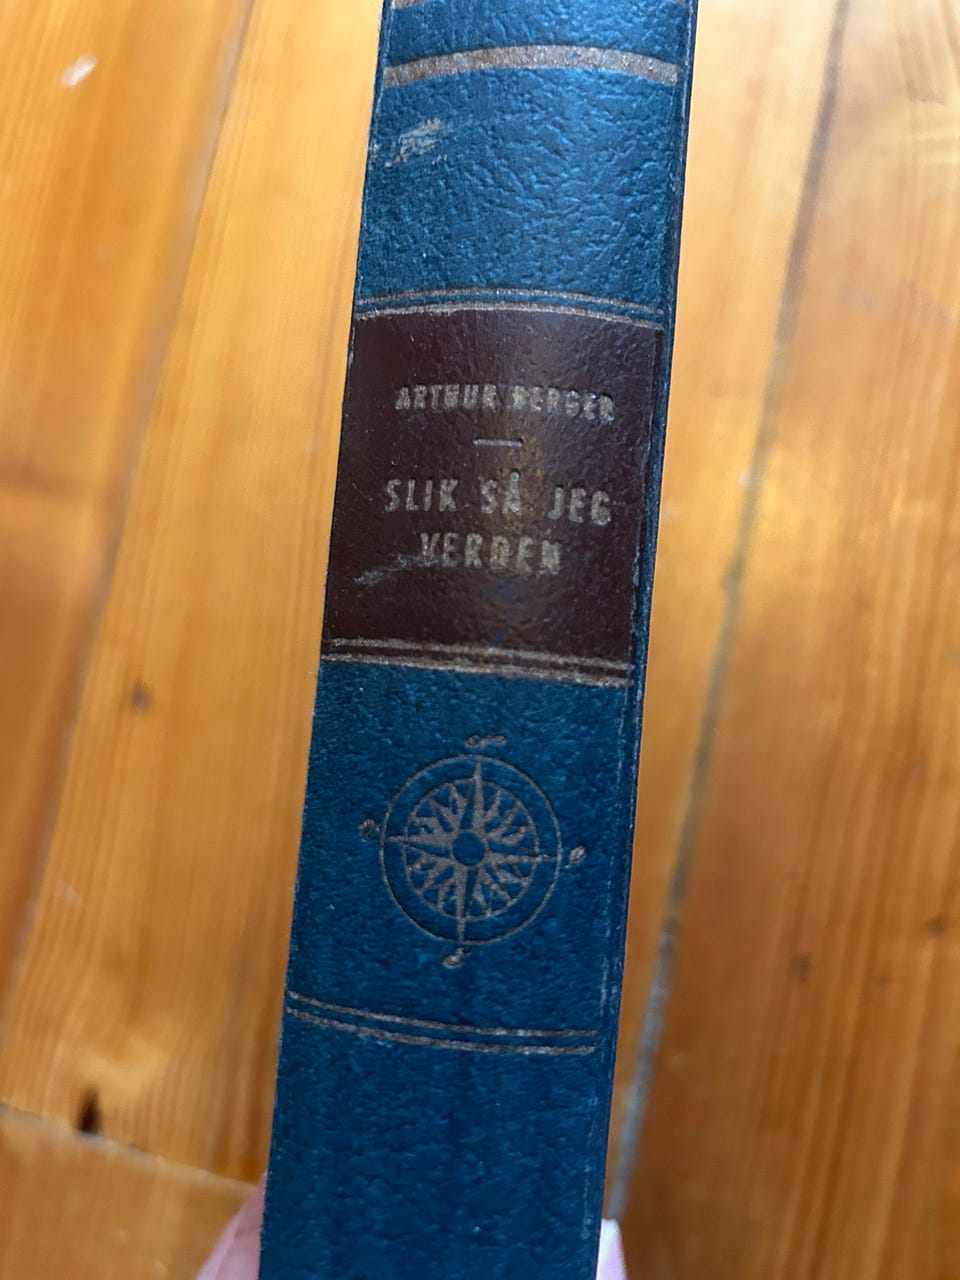 ARTHUR BERGER
SLIK SÅ JEG
VERDEN